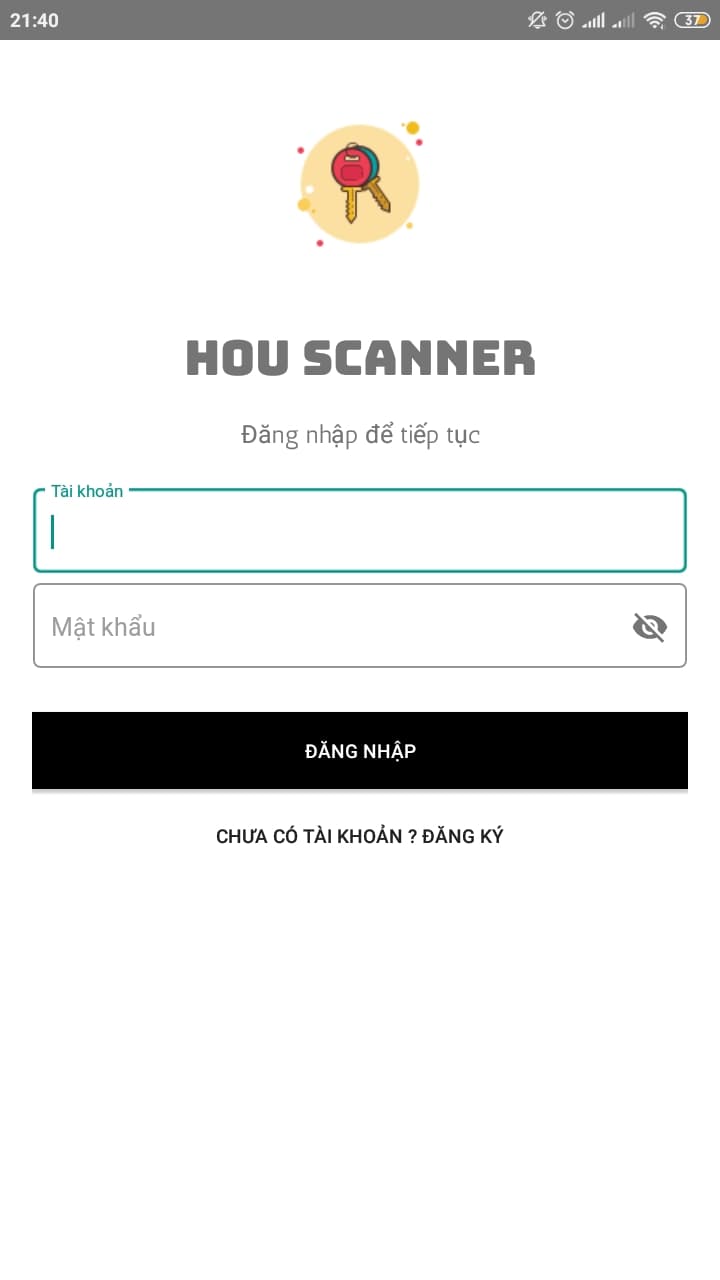 21:40
37
HOU SCANNER
Đăng nhập để tiếp tục
Tài khoản
Mật khẩu
ĐĂNG NHẬP
CHƯA CÓ TÀI KHOẢN ? ĐĂNG KÝ